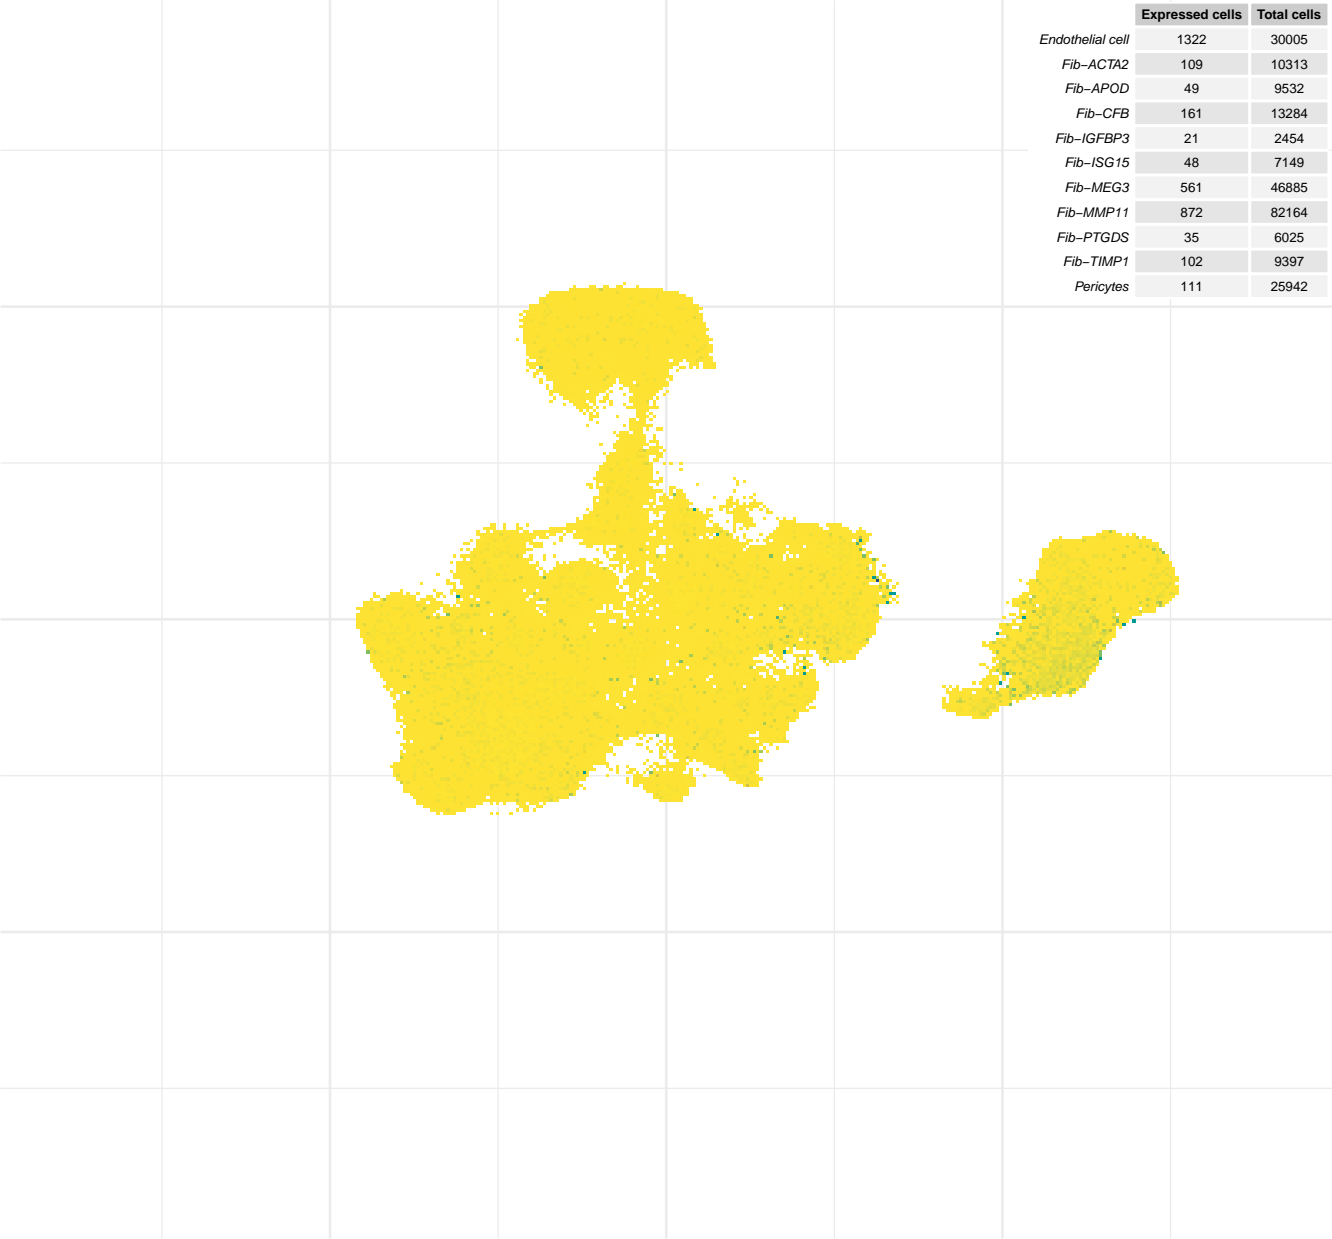 Expressed cells Total cells
Endothelial cell 1322 30005
Fib−ACTA2 109 10313
Fib−APOD 49 9532
Fib−CFB 161 13284
Fib−IGFBP3 21 2454
Fib−ISG15 48 7149
Fib−MEG3 561 46885
Fib−MMP11 872 82164
Fib−PTGDS 35 6025
Fib−TIMP1 102 9397
Pericytes 111 25942